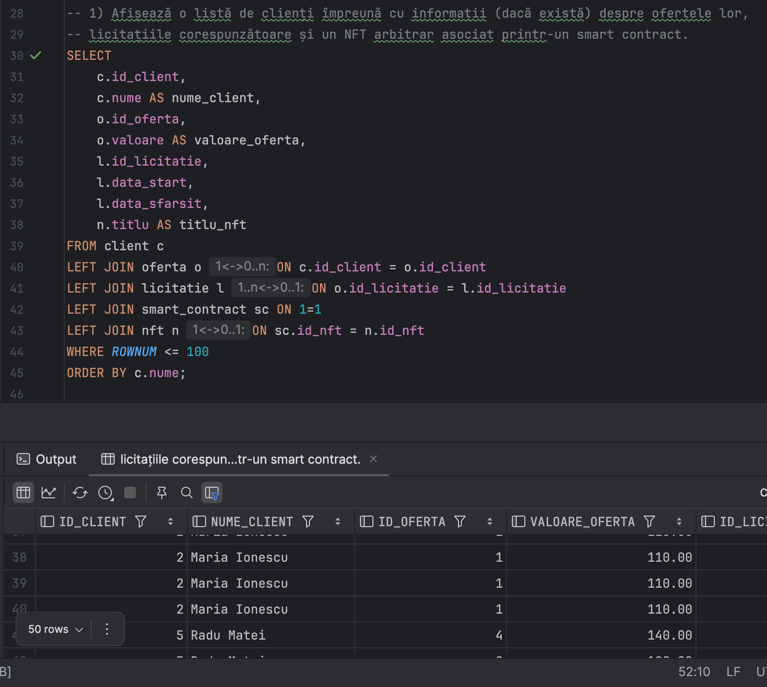 28 -- 1) Afisează o listă de clienti împreună cu informatii (dacă există) despre ofertele lor,
29 -- licitatiile corespunzătoare și un NFT arbitrar asociat printr-un smart contract.
30 SELECT
31 c.id_client,
32 c.nume AS nume_client,
33 o.id_oferta,
34 o.valoare AS valoare_oferta,
35 l.id_licitatie,
36 l.data_start,
37 l.data_sfarsit,
38 n.titlu AS titlu_nft
39 FROM client c
40 LEFT JOIN oferta o 1<->0..n: ON c.id_client = o.id_client
41 LEFT JOIN licitatie l 1..n<->0..1: ON o.id_licitatie = l.id_licitatie
42 LEFT JOIN smart_contract sc ON 1=1
43 LEFT JOIN nft n 1<->0..1: ON sc.id_nft = n.id_nft
44 WHERE ROWNUM <= 100
45 ORDER BY c.nume;
46
Output licitațiile corespun...tr-un smart contract.
ID_CLIENT NUME_CLIENT ID_OFERTA VALOARE_OFERTA ID_LICI
38 2 Maria Ionescu 1 110.00
39 2 Maria Ionescu 1 110.00
40 2 Maria Ionescu 1 110.00
5 Radu Matei 4 140.00
50 rows
B] 52:10 LF